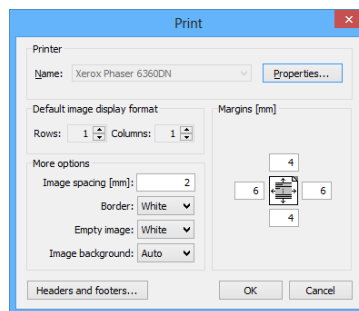 Print
Printer
Name: Xerox Phaser 6360DN Properties...
Default image display format
Rows: 1 Columns: 1
Margins [mm]
4
6 6
4
More options
Image spacing [mm]: 2
Border: White
Empty image: White
Image background: Auto
Headers and footers... OK Cancel